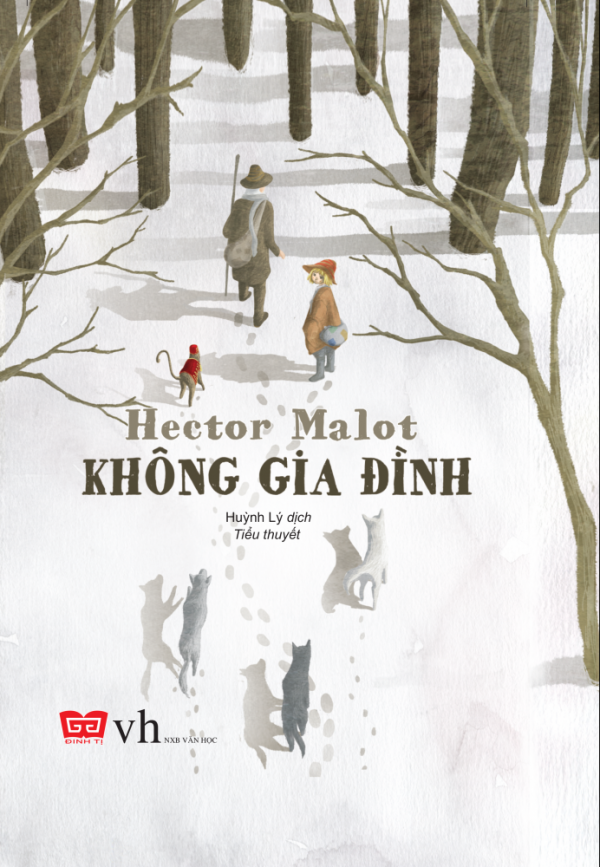 Hector Malot
KHÔNG GIA ĐÌNH
Huỳnh Lý dịch
Tiểu thuyết
ĐINH TỊ
vh NXB VĂN HỌC